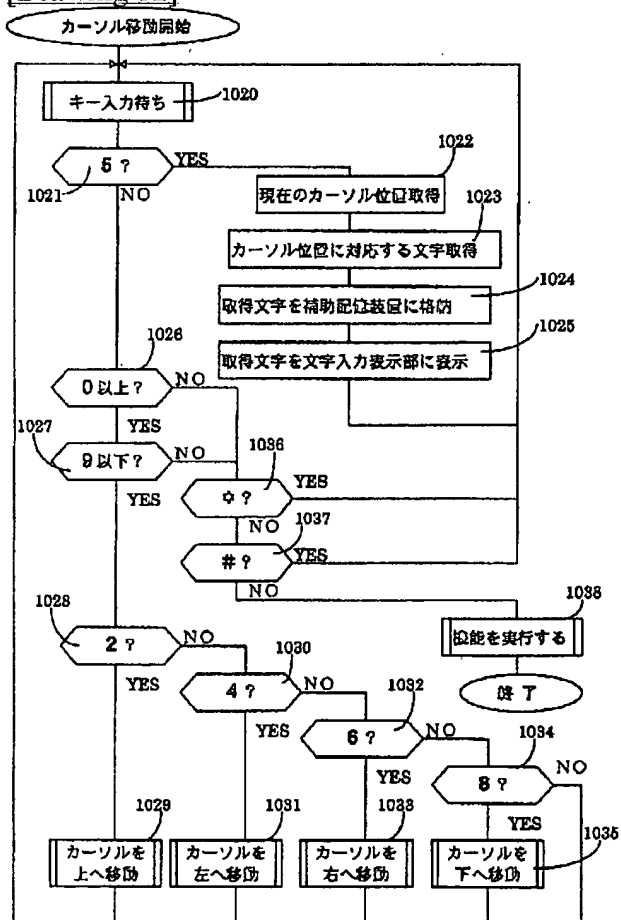 カーソル移動開始
キー入力待ち
1020
5？
YES
1021
NO
1022
現在のカーソル位置取得
1023
カーソル位置に対応する文字取得
1024
取得文字を補助記憶装置に格納
1025
取得文字を文字入力表示部に表示
1026
0以上？
NO
YES
1027
9以下？
NO
YES
1036
＊？
YES
NO
1037
＃？
YES
NO
1038
機能を実行する
終了
1028
2？
NO
YES
1030
4？
NO
YES
1032
6？
NO
YES
1034
8？
NO
YES
1029
カーソルを
上へ移動
1031
カーソルを
左へ移動
1033
カーソルを
右へ移動
1035
カーソルを
下へ移動